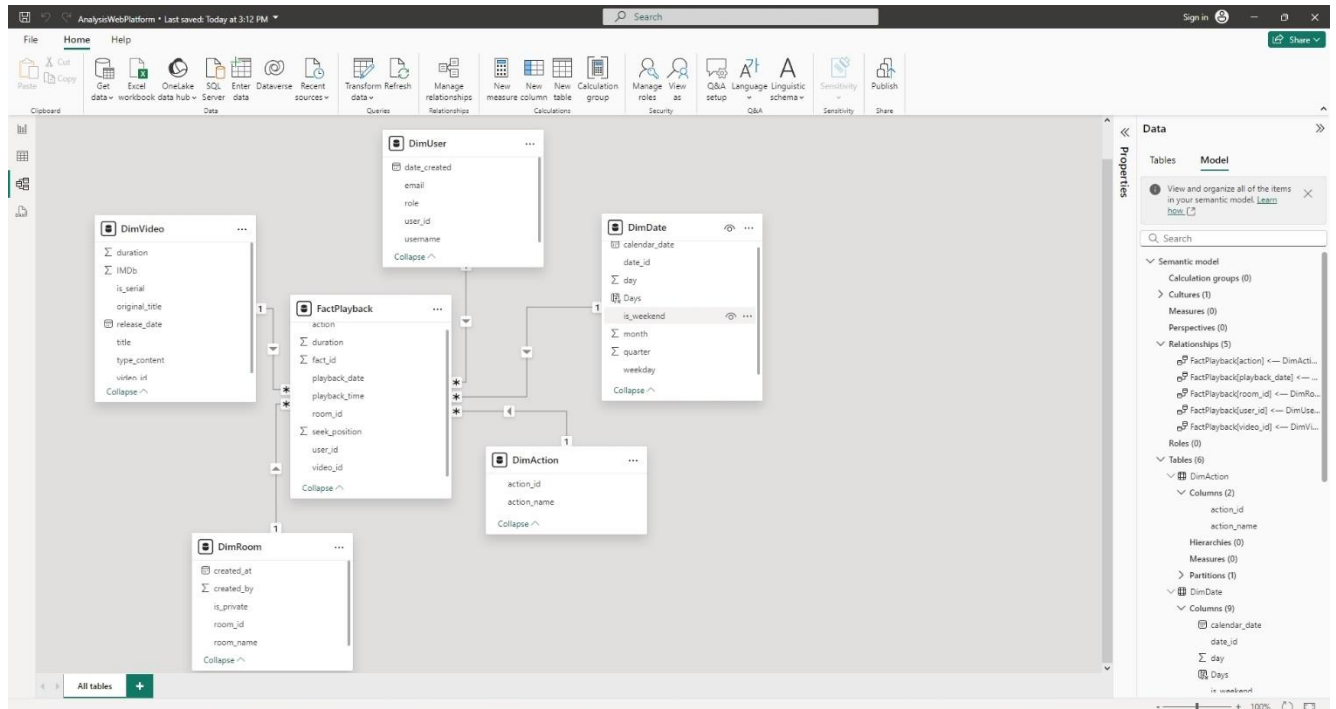 AnalysisWebPlatform • Last saved: Today at 3:12 PM
Search
Sign in
File Home Help
Share
Paste
Cut
Copy
Get data
Excel workbook
OneLake data hub
SQL Server
Enter data
Dataverse
Recent sources
Transform data
Refresh
Manage relationships
New measure
New column
New table
Calculation group
Manage roles
View as
Q&A setup
Language
Linguistic schema
Sensitivity
Publish
Clipboard
Data
Queries
Relationships
Calculations
Security
Q&A
Sensitivity
Share
DimUser
date_created
email
role
user_id
username
Collapse
DimVideo
duration
IMDb
is_serial
original_title
release_date
title
type_content
video_id
Collapse
1
FactPlayback
action
duration
fact_id
playback_date
playback_time
room_id
seek_position
user_id
video_id
Collapse
*
*
*
*
*
DimDate
calendar_date
date_id
day
Days
is_weekend
month
quarter
weekday
Collapse
1
DimAction
action_id
action_name
Collapse
1
DimRoom
created_at
created_by
is_private
room_id
room_name
Collapse
1
Properties
Data
Tables Model
View and organize all of the items
in your semantic model. Learn
how.
Search
Semantic model
Calculation groups (0)
Cultures (1)
Measures (0)
Perspectives (0)
Relationships (5)
FactPlayback[action] <— DimActi...
FactPlayback[playback_date] <— ...
FactPlayback[room_id] <— DimRo...
FactPlayback[user_id] <— DimUse...
FactPlayback[video_id] <— DimVi...
Roles (0)
Tables (6)
DimAction
Columns (2)
action_id
action_name
Hierarchies (0)
Measures (0)
Partitions (1)
DimDate
Columns (9)
calendar_date
date_id
day
Days
is_weekend
All tables
+
- + 100%